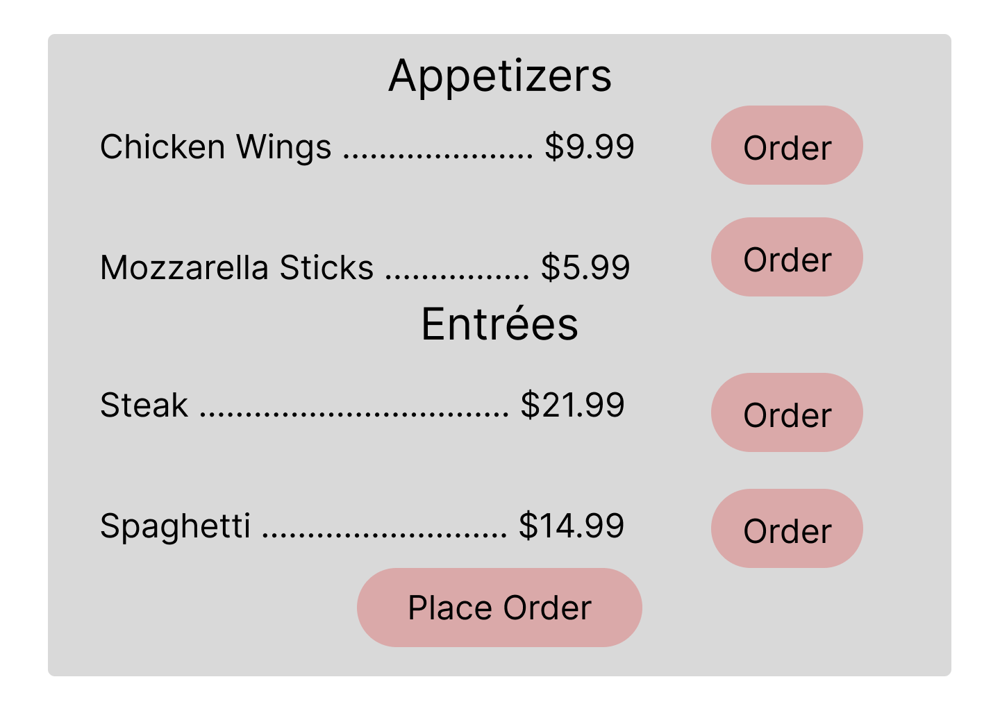 Appetizers
Chicken Wings ..................... $9.99 Order
Mozzarella Sticks ................ $5.99 Order
Entrées
Steak .................................. $21.99 Order
Spaghetti ........................... $14.99 Order
Place Order